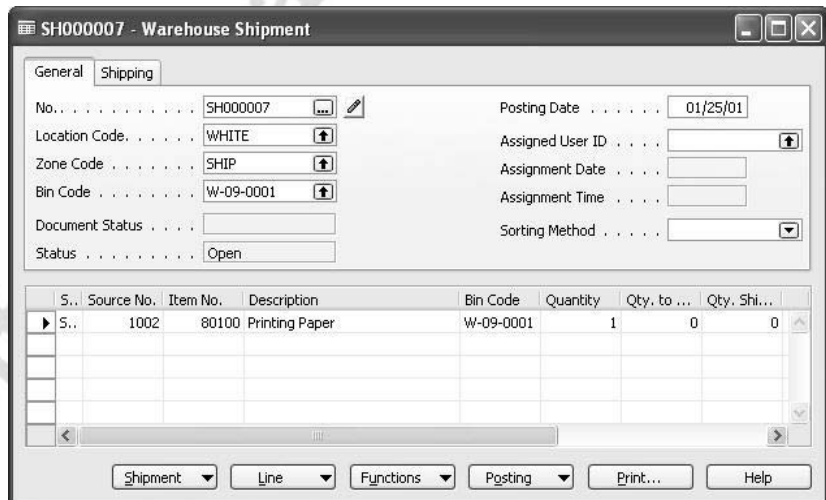 SH000007 - Warehouse Shipment
General Shipping
No. . . . . . . . . . . . SH000007 ...
Location Code. . . . . . WHITE
Zone Code . . . . . . . . SHIP
Bin Code . . . . . . . . . W-09-0001
Document Status . . . .
Status . . . . . . . . . . Open
Posting Date . . . . . . 01/25/01
Assigned User ID . . . .
Assignment Date . . . .
Assignment Time . . . .
Sorting Method . . . . .
S.. Source No. Item No. Description Bin Code Quantity Qty. to ... Qty. Shi...
S.. 1002 80100 Printing Paper W-09-0001 1 0 0
Shipment Line Functions Posting Print... Help